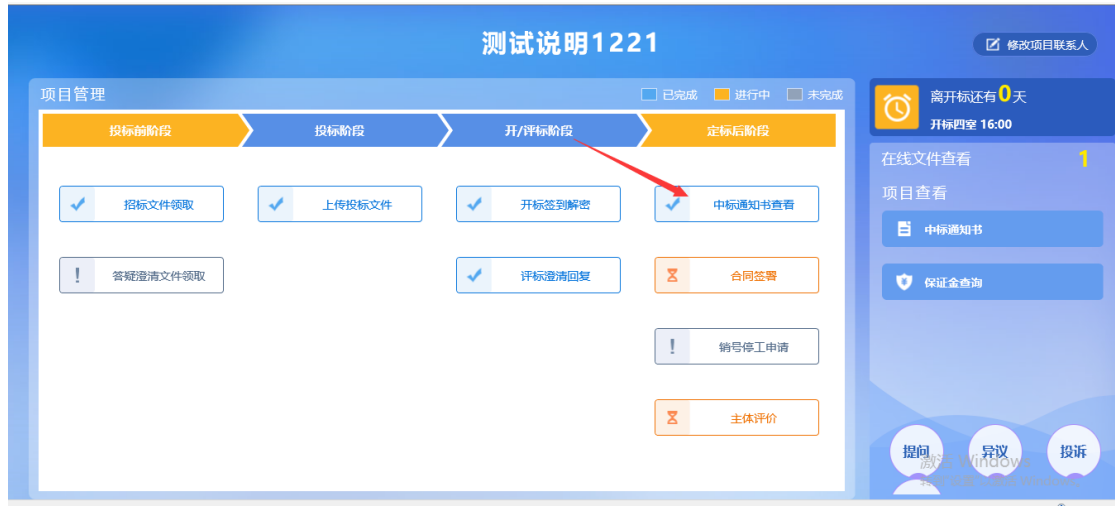 测试说明1221
修改项目联系人
项目管理
已完成 进行中 未完成
投标前阶段 投标阶段 开/评标阶段 定标后阶段
招标文件领取 上传投标文件 开标签到解密 中标通知书查看
答疑澄清文件领取 评标澄清回复 合同签署
销号停工申请
主体评价
离开标还有0天
开标四室 16:00
在线文件查看 1
项目查看
中标通知书
保证金查询
提问 异议 投诉
激活 Windows